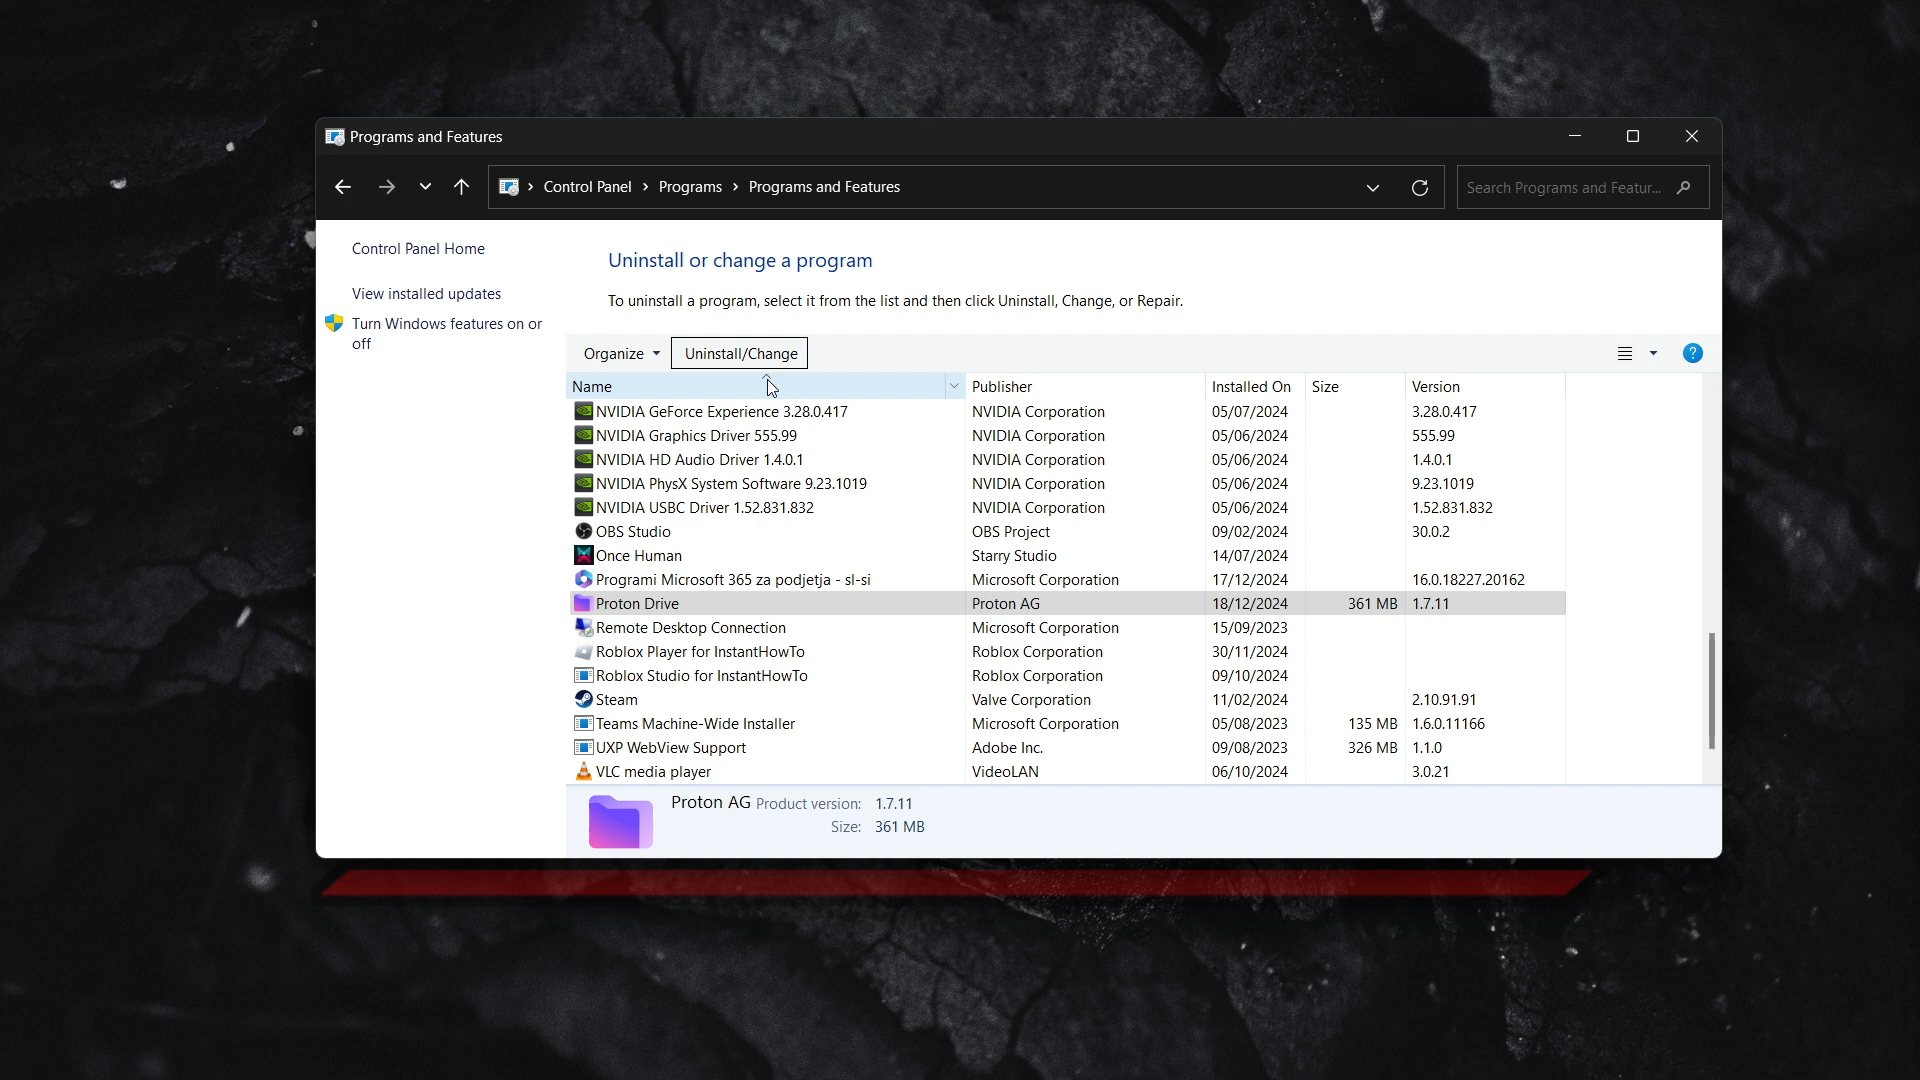 Programs and Features
Control Panel > Programs > Programs and Features
Search Programs and Featur...
Control Panel Home
View installed updates
Turn Windows features on or
off
Uninstall or change a program
To uninstall a program, select it from the list and then click Uninstall, Change, or Repair.
Organize Uninstall/Change
Name Publisher Installed On Size Version
NVIDIA GeForce Experience 3.28.0.417 NVIDIA Corporation 05/07/2024 3.28.0.417
NVIDIA Graphics Driver 555.99 NVIDIA Corporation 05/06/2024 555.99
NVIDIA HD Audio Driver 1.4.0.1 NVIDIA Corporation 05/06/2024 1.4.0.1
NVIDIA PhysX System Software 9.23.1019 NVIDIA Corporation 05/06/2024 9.23.1019
NVIDIA USBC Driver 1.52.831.832 NVIDIA Corporation 05/06/2024 1.52.831.832
OBS Studio OBS Project 09/02/2024 30.0.2
Once Human Starry Studio 14/07/2024
Programi Microsoft 365 za podjetja - sl-si Microsoft Corporation 17/12/2024 16.0.18227.20162
Proton Drive Proton AG 18/12/2024 361 MB 1.7.11
Remote Desktop Connection Microsoft Corporation 15/09/2023
Roblox Player for InstantHowTo Roblox Corporation 30/11/2024
Roblox Studio for InstantHowTo Roblox Corporation 09/10/2024
Steam Valve Corporation 11/02/2024 2.10.91.91
Teams Machine-Wide Installer Microsoft Corporation 05/08/2023 135 MB 1.6.0.11166
UXP WebView Support Adobe Inc. 09/08/2023 326 MB 1.1.0
VLC media player VideoLAN 06/10/2024 3.0.21
Proton AG Product version: 1.7.11
Size: 361 MB